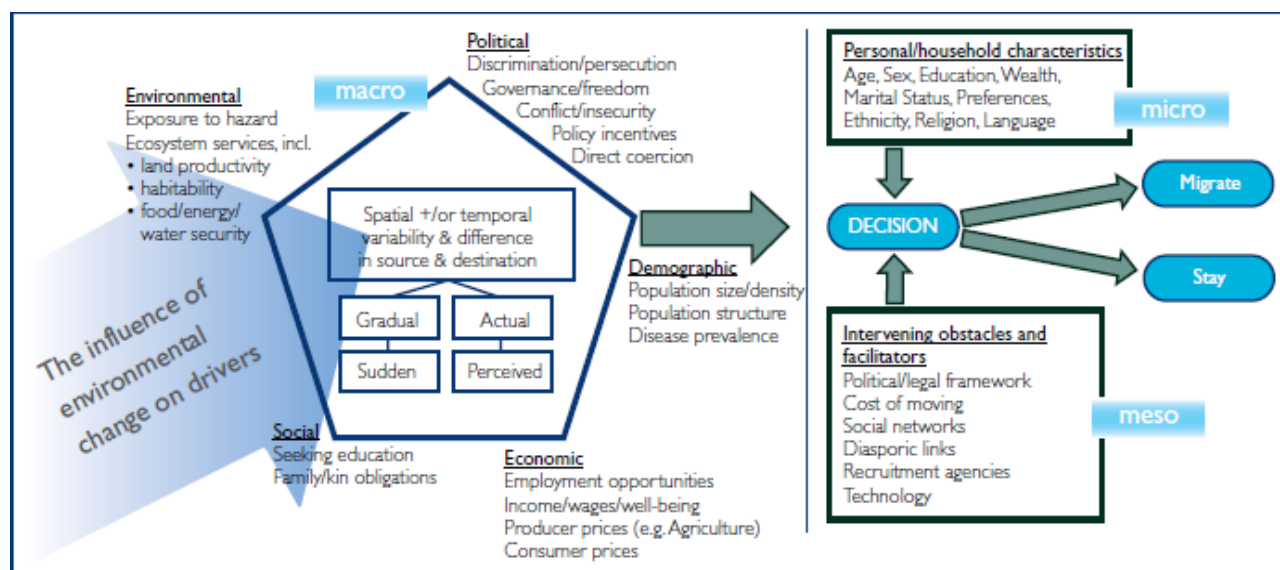 Political
Discrimination/persecution
Governance/freedom
Conflict/insecurity
Policy incentives
Direct coercion
macro
Environmental
Exposure to hazard
Ecosystem services, incl.
• land productivity
• habitability
• food/energy/
water security
Spatial +/or temporal
variability & difference
in source & destination
Gradual
Actual
Sudden
Perceived
The influence of
environmental
change on drivers
Demographic
Population size/density
Population structure
Disease prevalence
Social
Seeking education
Family/kin obligations
Economic
Employment opportunities
Income/wages/well-being
Producer prices (e.g. Agriculture)
Consumer prices
Personal/household characteristics
Age, Sex, Education, Wealth,
Marital Status, Preferences,
Ethnicity, Religion, Language
micro
DECISION
Migrate
Stay
Intervening obstacles and
facilitators
Political/legal framework
Cost of moving
Social networks
Diasporic links
Recruitment agencies
Technology
meso